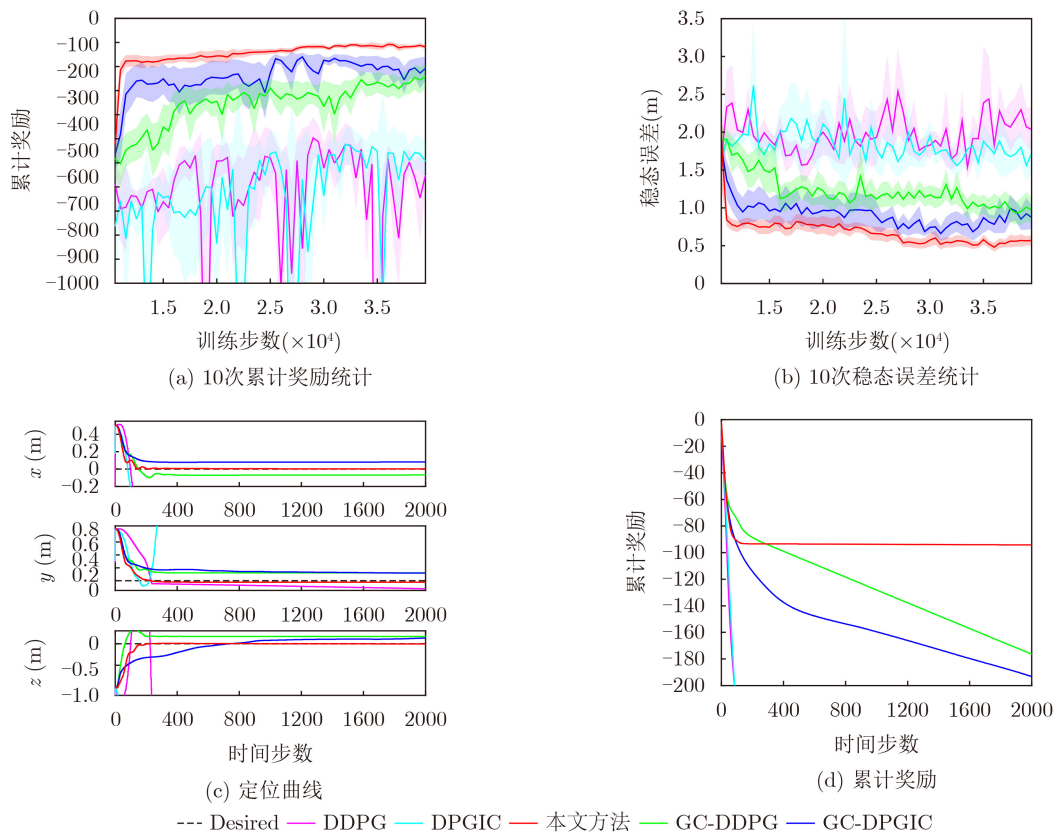 0
−100
−200
−300
−400
−500
−600
−700
−800
−900
−1000
累计奖励
1.5 2.0 2.5 3.0 3.5
训练步数(×10⁴)
(a) 10次累计奖励统计
3.5
3.0
2.5
2.0
1.5
1.0
0.5
0
稳态误差(m)
1.5 2.0 2.5 3.0 3.5
训练步数(×10⁴)
(b) 10次稳态误差统计
0.4
0.2
0
−0.2
x (m)
0 400 800 1200 1600 2000
0.8
0.6
0.4
0.2
0.2
0
y (m)
0 400 800 1200 1600 2000
0
−0.5
−1.0
z (m)
0 400 800 1200 1600 2000
时间步数
(c) 定位曲线
0
−20
−40
−60
−80
−100
−120
−140
−160
−180
−200
累计奖励
0 400 800 1200 1600 2000
时间步数
(d) 累计奖励
Desired DDPG DPGIC 本文方法 GC-DDPG GC-DPGIC